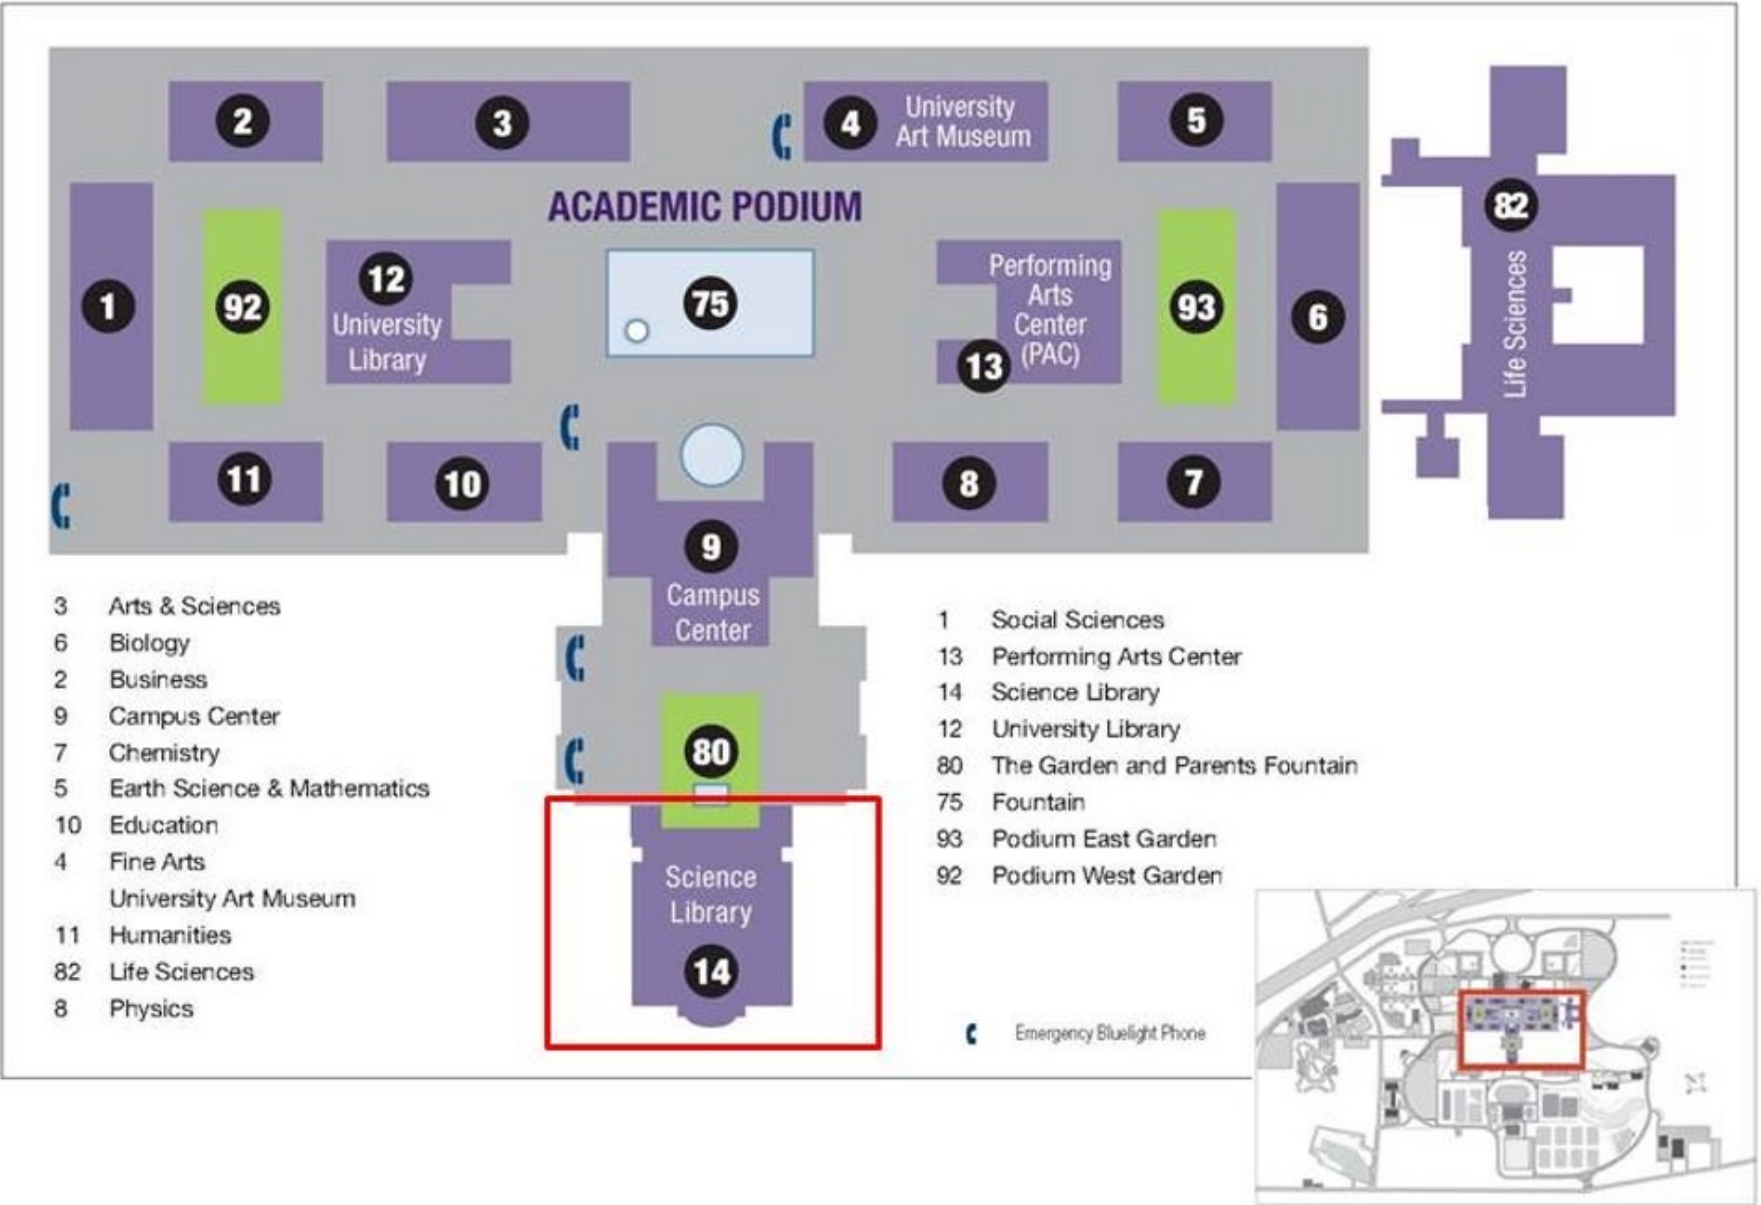 2
3
4
University
Art Museum
5
ACADEMIC PODIUM
1
92
12
University
Library
75
Performing
Arts
Center
(PAC)
13
93
6
82
Life Sciences
11
10
9
Campus
Center
8
7
80
Science
Library
14
3 Arts & Sciences
6 Biology
2 Business
9 Campus Center
7 Chemistry
5 Earth Science & Mathematics
10 Education
4 Fine Arts
University Art Museum
11 Humanities
82 Life Sciences
8 Physics
1 Social Sciences
13 Performing Arts Center
14 Science Library
12 University Library
80 The Garden and Parents Fountain
75 Fountain
93 Podium East Garden
92 Podium West Garden
Emergency Bluelight Phone